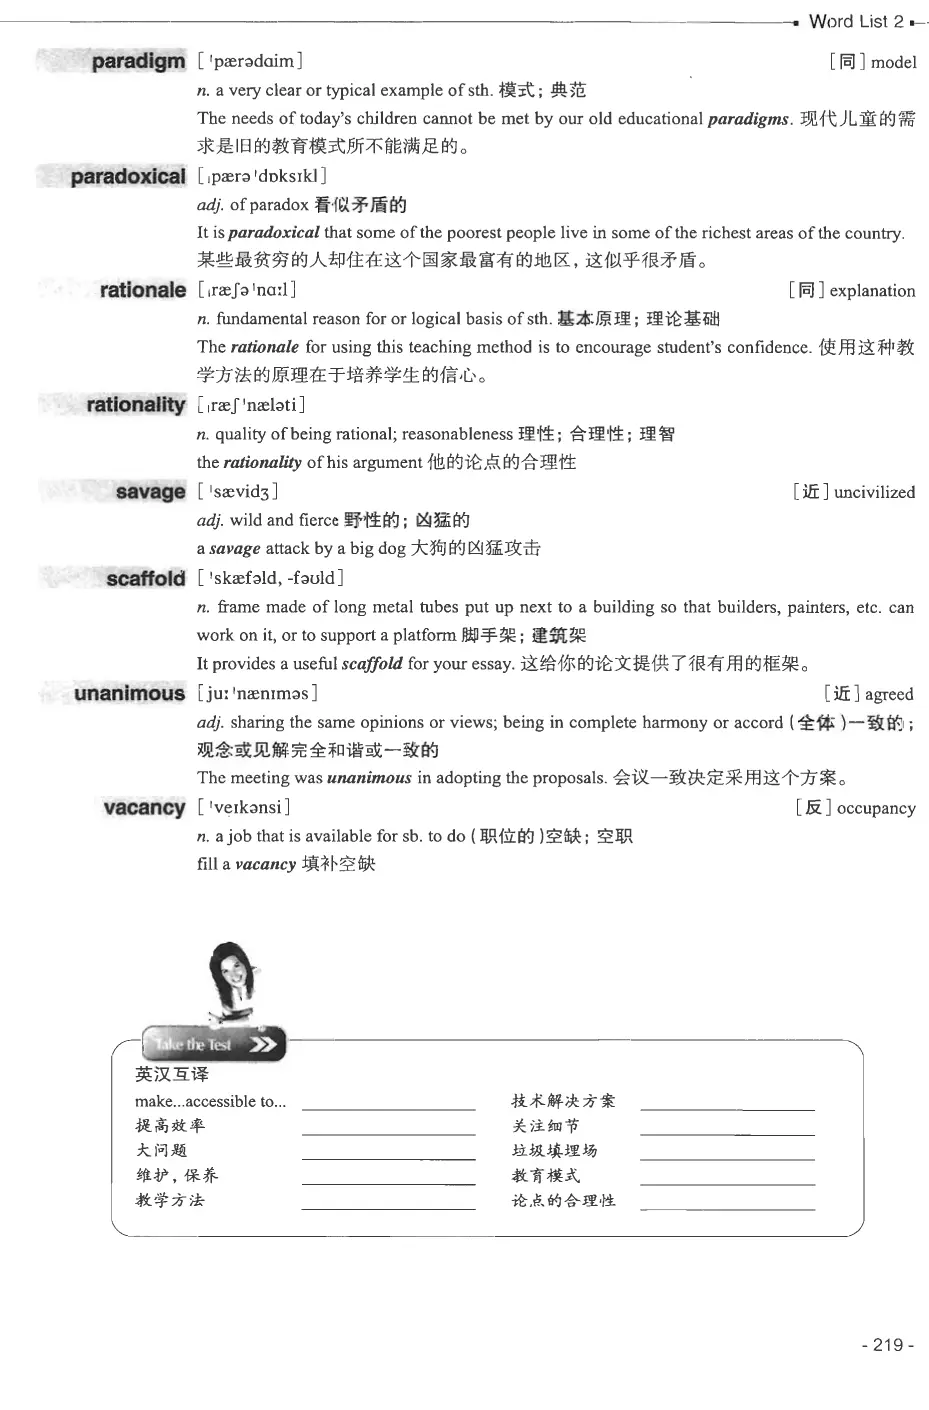 Word List 2
paradigm [ˈpærədaim] [同] model
n. a very clear or typical example of sth. 模式；典范
The needs of today's children cannot be met by our old educational paradigms. 现代儿童的需
求是旧的教育模式所不能满足的。
paradoxical [ˌpærəˈdɒksɪkl]
adj. of paradox 看似矛盾的
It is paradoxical that some of the poorest people live in some of the richest areas of the country.
某些最贫穷的人却住在这个国家最富有的地区，这似乎很矛盾。
rationale [ˌræʃəˈnɑːl] [同] explanation
n. fundamental reason for or logical basis of sth. 基本原理；理论基础
The rationale for using this teaching method is to encourage student's confidence. 使用这种教
学方法的原理在于培养学生的信心。
rationality [ˌræʃˈnæləti]
n. quality of being rational; reasonableness 理性；合理性；理智
the rationality of his argument 他的论点的合理性
savage [ˈsævidʒ] [近] uncivilized
adj. wild and fierce 野性的；凶猛的
a savage attack by a big dog 大狗的凶猛攻击
scaffold [ˈskæfəld, -fəʊld]
n. frame made of long metal tubes put up next to a building so that builders, painters, etc. can
work on it, or to support a platform 脚手架；建筑架
It provides a useful scaffold for your essay. 这给你的论文提供了很有用的框架。
unanimous [juːˈnænɪməs] [近] agreed
adj. sharing the same opinions or views; being in complete harmony or accord (全体)一致的；
观念或见解完全和谐或一致的
The meeting was unanimous in adopting the proposals. 会议一致决定采用这个方案。
vacancy [ˈveɪkənsi] [反] occupancy
n. a job that is available for sb. to do (职位的)空缺；空职
fill a vacancy 填补空缺
Take the Test
英汉互译
make...accessible to... 技术解决方案
提高效率 关注细节
大问题 垃圾填埋场
维护，保养 教育模式
教学方法 论点的合理性
- 219 -